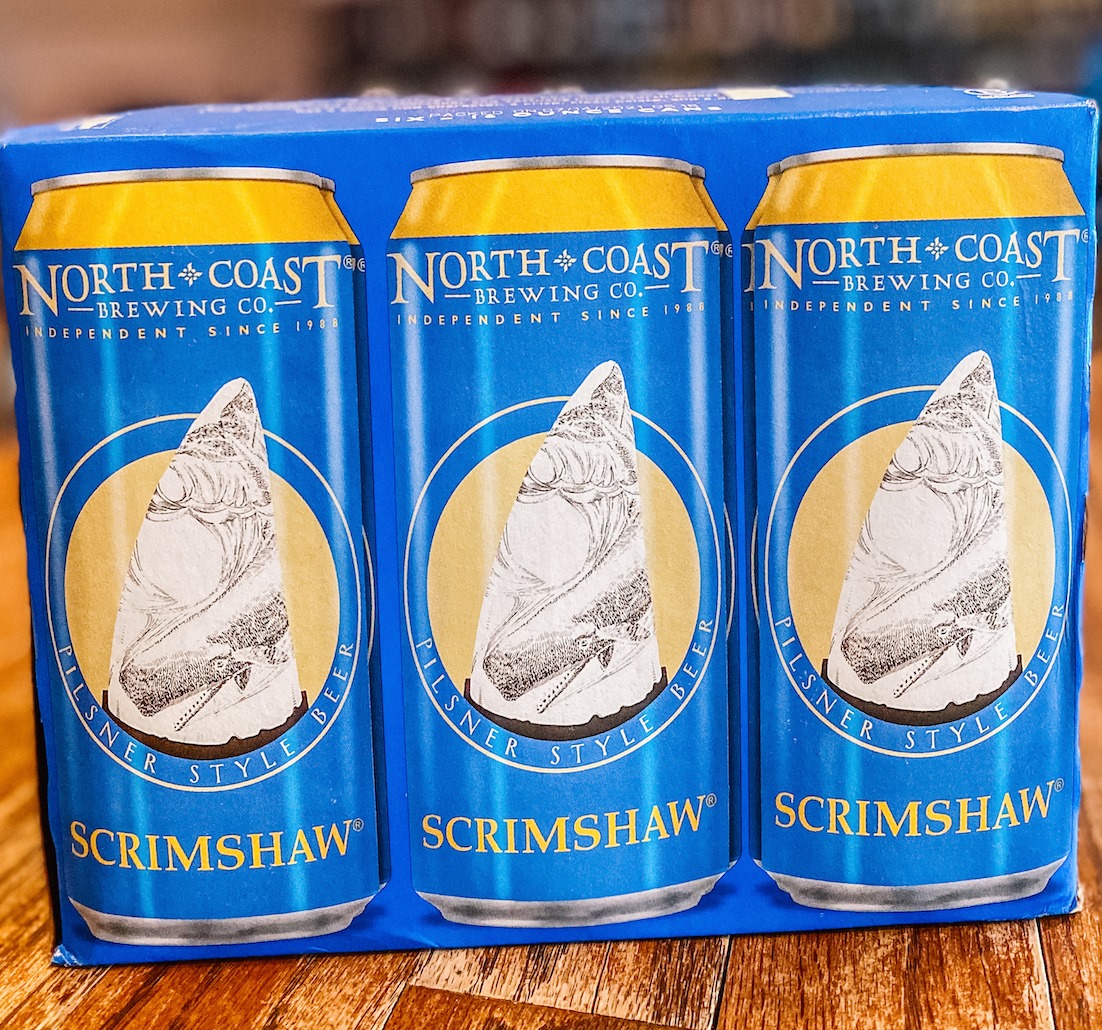 SIX – 16 OUNCE CANS
NORTH COAST®
BREWING CO.
INDEPENDENT SINCE 1988
PILSNER STYLE BEER
SCRIMSHAW®
NORTH COAST®
BREWING CO.
INDEPENDENT SINCE 1988
PILSNER STYLE BEER
SCRIMSHAW®
NORTH COAST®
BREWING CO.
INDEPENDENT SINCE 1988
PILSNER STYLE BEER
SCRIMSHAW®